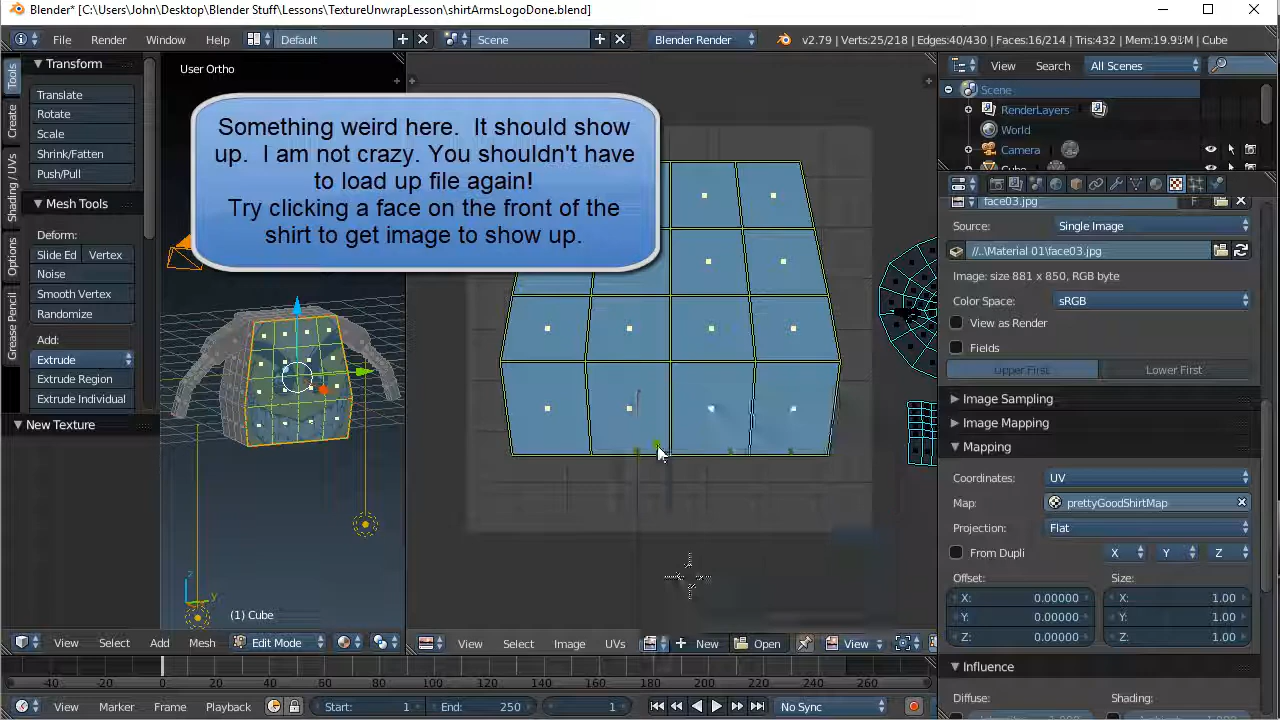 Blender* [C:\Users\John\Desktop\Blender Stuff\Lessons\TextureUnwrapLesson\shirtArmsLogoDone.blend]
File Render Window Help Default Scene Blender Render v2.79 | Verts:25/218 | Edges:40/430 | Faces:16/214 | Tris:432 | Mem:19.91M | Cube
Tools
Create
Shading / UVs
Options
Grease Pencil
Transform
Translate
Rotate
Scale
Shrink/Fatten
Push/Pull
Mesh Tools
Deform:
Slide Ed Vertex
Noise
Smooth Vertex
Randomize
Add:
Extrude
Extrude Region
Extrude Individual
New Texture
User Ortho
Something weird here. It should show
up. I am not crazy. You shouldn't have
to load up file again!
Try clicking a face on the front of the
shirt to get image to show up.
(1) Cube
z
y
View Select Add Mesh Edit Mode
View Select Image UVs New Open View
View Search All Scenes
Scene
RenderLayers
World
Camera
face03.jpg F
Source: Single Image
//..\Material 01\face03.jpg
Image: size 881 x 850, RGB byte
Color Space: sRGB
View as Render
Fields
Upper First Lower First
Image Sampling
Image Mapping
Mapping
Coordinates: UV
Map: prettyGoodShirtMap
Projection: Flat
From Dupli X Y Z
Offset: Size:
X: 0.00000 X: 1.00
Y: 0.00000 Y: 1.00
Z: 0.00000 Z: 1.00
Influence
Diffuse: Shading:
-40 -20 0 20 40 60 80 100 120 140 160 180 200 220 240 260
View Marker Frame Playback Start: 1 End: 250 1 No Sync